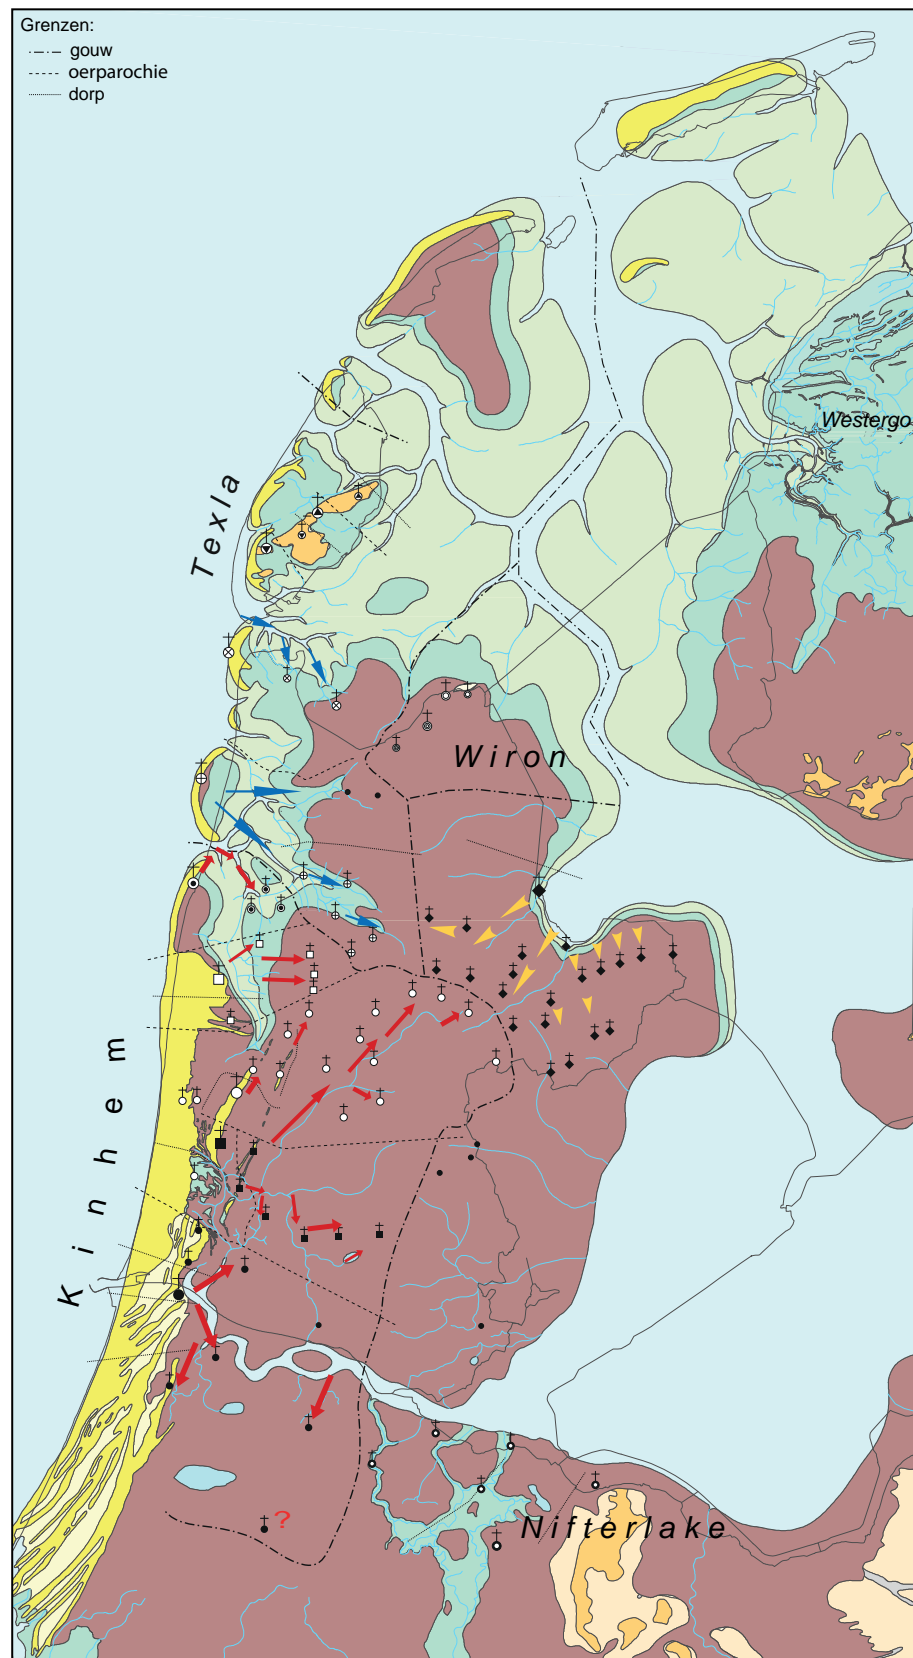 Grenzen:
gouw
oerparochie
dorp
Westergo
Texla
Wiron
Kinhem
?
Nifterlake